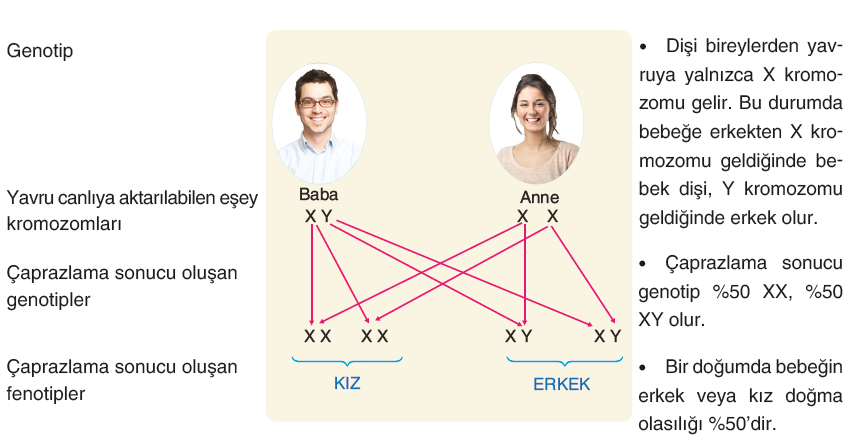 Genotip
Baba
Anne
Yavru canlıya aktarılabilen eşey
kromozomları
X Y
X X
Çaprazlama sonucu oluşan
genotipler
X X
X X
X Y
X Y
Çaprazlama sonucu oluşan
fenotipler
KIZ
ERKEK
• Dişi bireylerden yav-
ruya yalnızca X kromo-
zomu gelir. Bu durumda
bebeğe erkekten X kro-
mozomu geldiğinde be-
bek dişi, Y kromozomu
geldiğinde erkek olur.
• Çaprazlama sonucu
genotip %50 XX, %50
XY olur.
• Bir doğumda bebeğin
erkek veya kız doğma
olasılığı %50’dir.